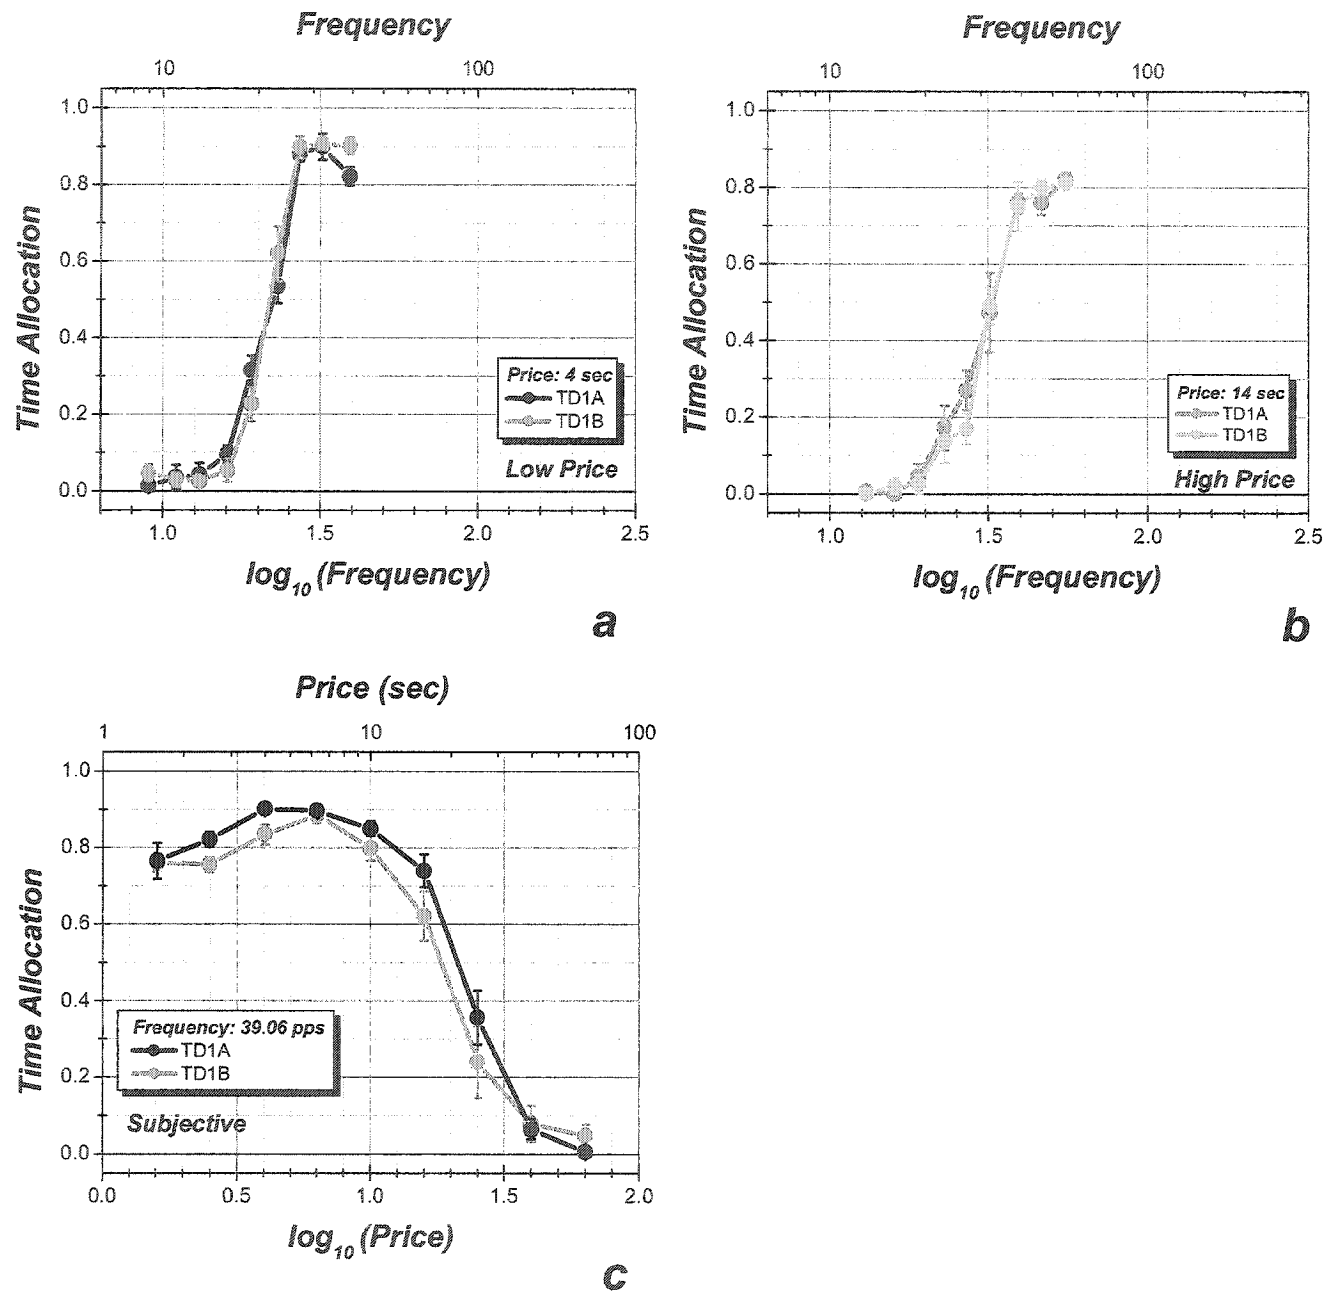 Frequency
10 100
1.0
0.8
0.6
0.4
0.2
0.0
Time Allocation
Price: 4 sec
TD1A
TD1B
Low Price
1.0 1.5 2.0 2.5
log10 (Frequency)
a
Frequency
10 100
1.0
0.8
0.6
0.4
0.2
0.0
Time Allocation
Price: 14 sec
TD1A
TD1B
High Price
1.0 1.5 2.0 2.5
log10 (Frequency)
b
Price (sec)
1 10 100
1.0
0.8
0.6
0.4
0.2
0.0
Time Allocation
Frequency: 39.06 pps
TD1A
TD1B
Subjective
0.0 0.5 1.0 1.5 2.0
log10 (Price)
c